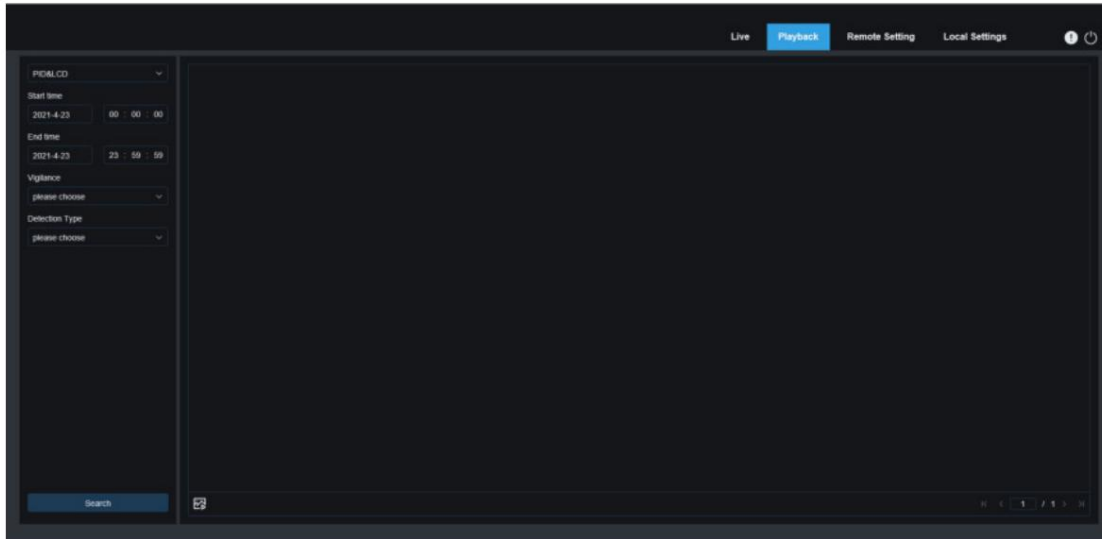 Live Playback Remote Setting Local Settings
PID&LCD
Start time
2021-4-23 00 : 00 : 00
End time
2021-4-23 23 : 59 : 59
Vigilance
please choose
Detection Type
please choose
Search
1 / 1